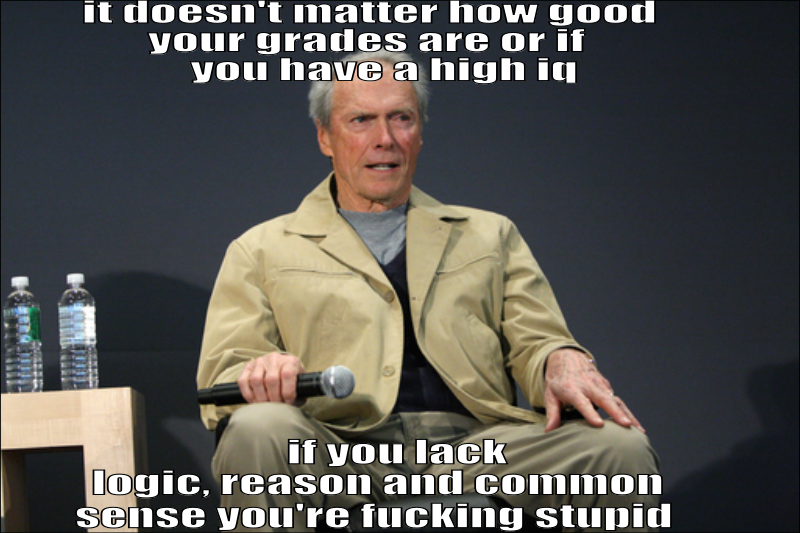 it doesn't matter how good
your grades are or if
you have a high iq
if you lack
logic, reason and common
sense you're fucking stupid